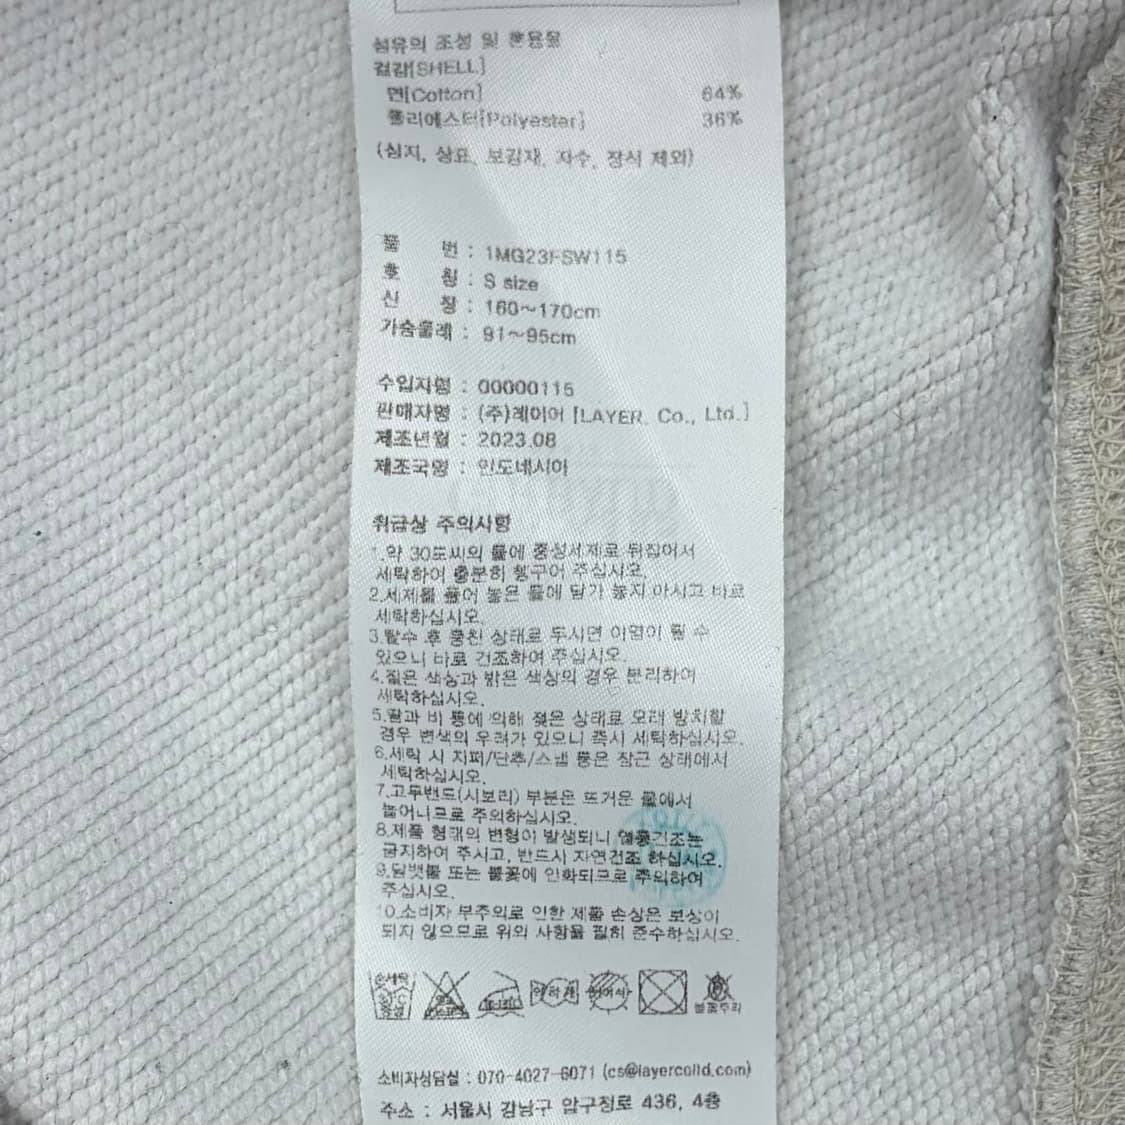 섬유의 조성 및 혼용율
겉감[SHELL]
면[Cotton] 64%
폴리에스터[Polyester] 36%
(심지, 상표, 보강재, 자수, 장식 제외)
품 번 : 1MG23FSW115
호 칭 : S size
신 장 : 160~170cm
가슴둘레 : 91~95cm
수입자명 : 00000115
판매자명 : (주)레이어 [LAYER. Co., Ltd.]
제조년월 : 2023.08
제조국명 : 인도네시아
취급상 주의사항
1.약 30도씨의 물에 중성세제로 뒤집어서
세탁하여 충분히 헹구어 주십시오.
2.세제를 풀어 놓은 물에 담가 놓지 마시고 바로
세탁하십시오.
3.탈수 후 뭉친 상태로 두시면 이염이 될 수
있으니 바로 건조하여 주십시오.
4.짙은 색상과 밝은 색상의 경우 분리하여
세탁하십시오.
5.땀과 비 등에 의해 젖은 상태로 오래 방치할
경우 변색의 우려가 있으니 즉시 세탁하십시오.
6.세탁 시 지퍼/단추/스냅 등은 잠근 상태에서
세탁하십시오.
7.고무밴드(시보리) 부분은 뜨거운 물에서
늘어나므로 주의하십시오.
8.제품 형태의 변형이 발생되니 열풍건조는
금지하여 주시고, 반드시 자연건조 하십시오.
9.담뱃불 또는 불꽃에 인화되므로 주의하여
주십시오.
10.소비자 부주의로 인한 제품 손상은 보상이
되지 않으므로 위의 사항을 필히 준수하십시오.
손세탁 약하게
중성
불꽃주의
소비자상담실 : 070-4027-6071 (cs@layercoltd.com)
주소 : 서울시 강남구 압구정로 436, 4층